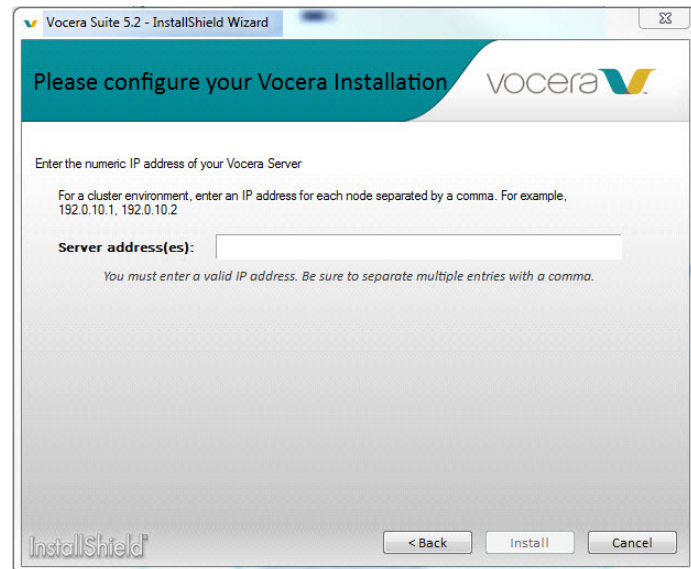 Vocera Suite 5.2 - InstallShield Wizard
Please configure your Vocera Installation
vocera
Enter the numeric IP address of your Vocera Server
For a cluster environment, enter an IP address for each node separated by a comma. For example,
192.0.10.1, 192.0.10.2
Server address(es):
You must enter a valid IP address. Be sure to separate multiple entries with a comma.
InstallShield
< Back
Install
Cancel